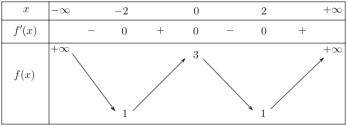 x −∞ −2 0 2 +∞
f′(x) − 0 + 0 − 0 +
+∞ 3 +∞
f(x)
1 1